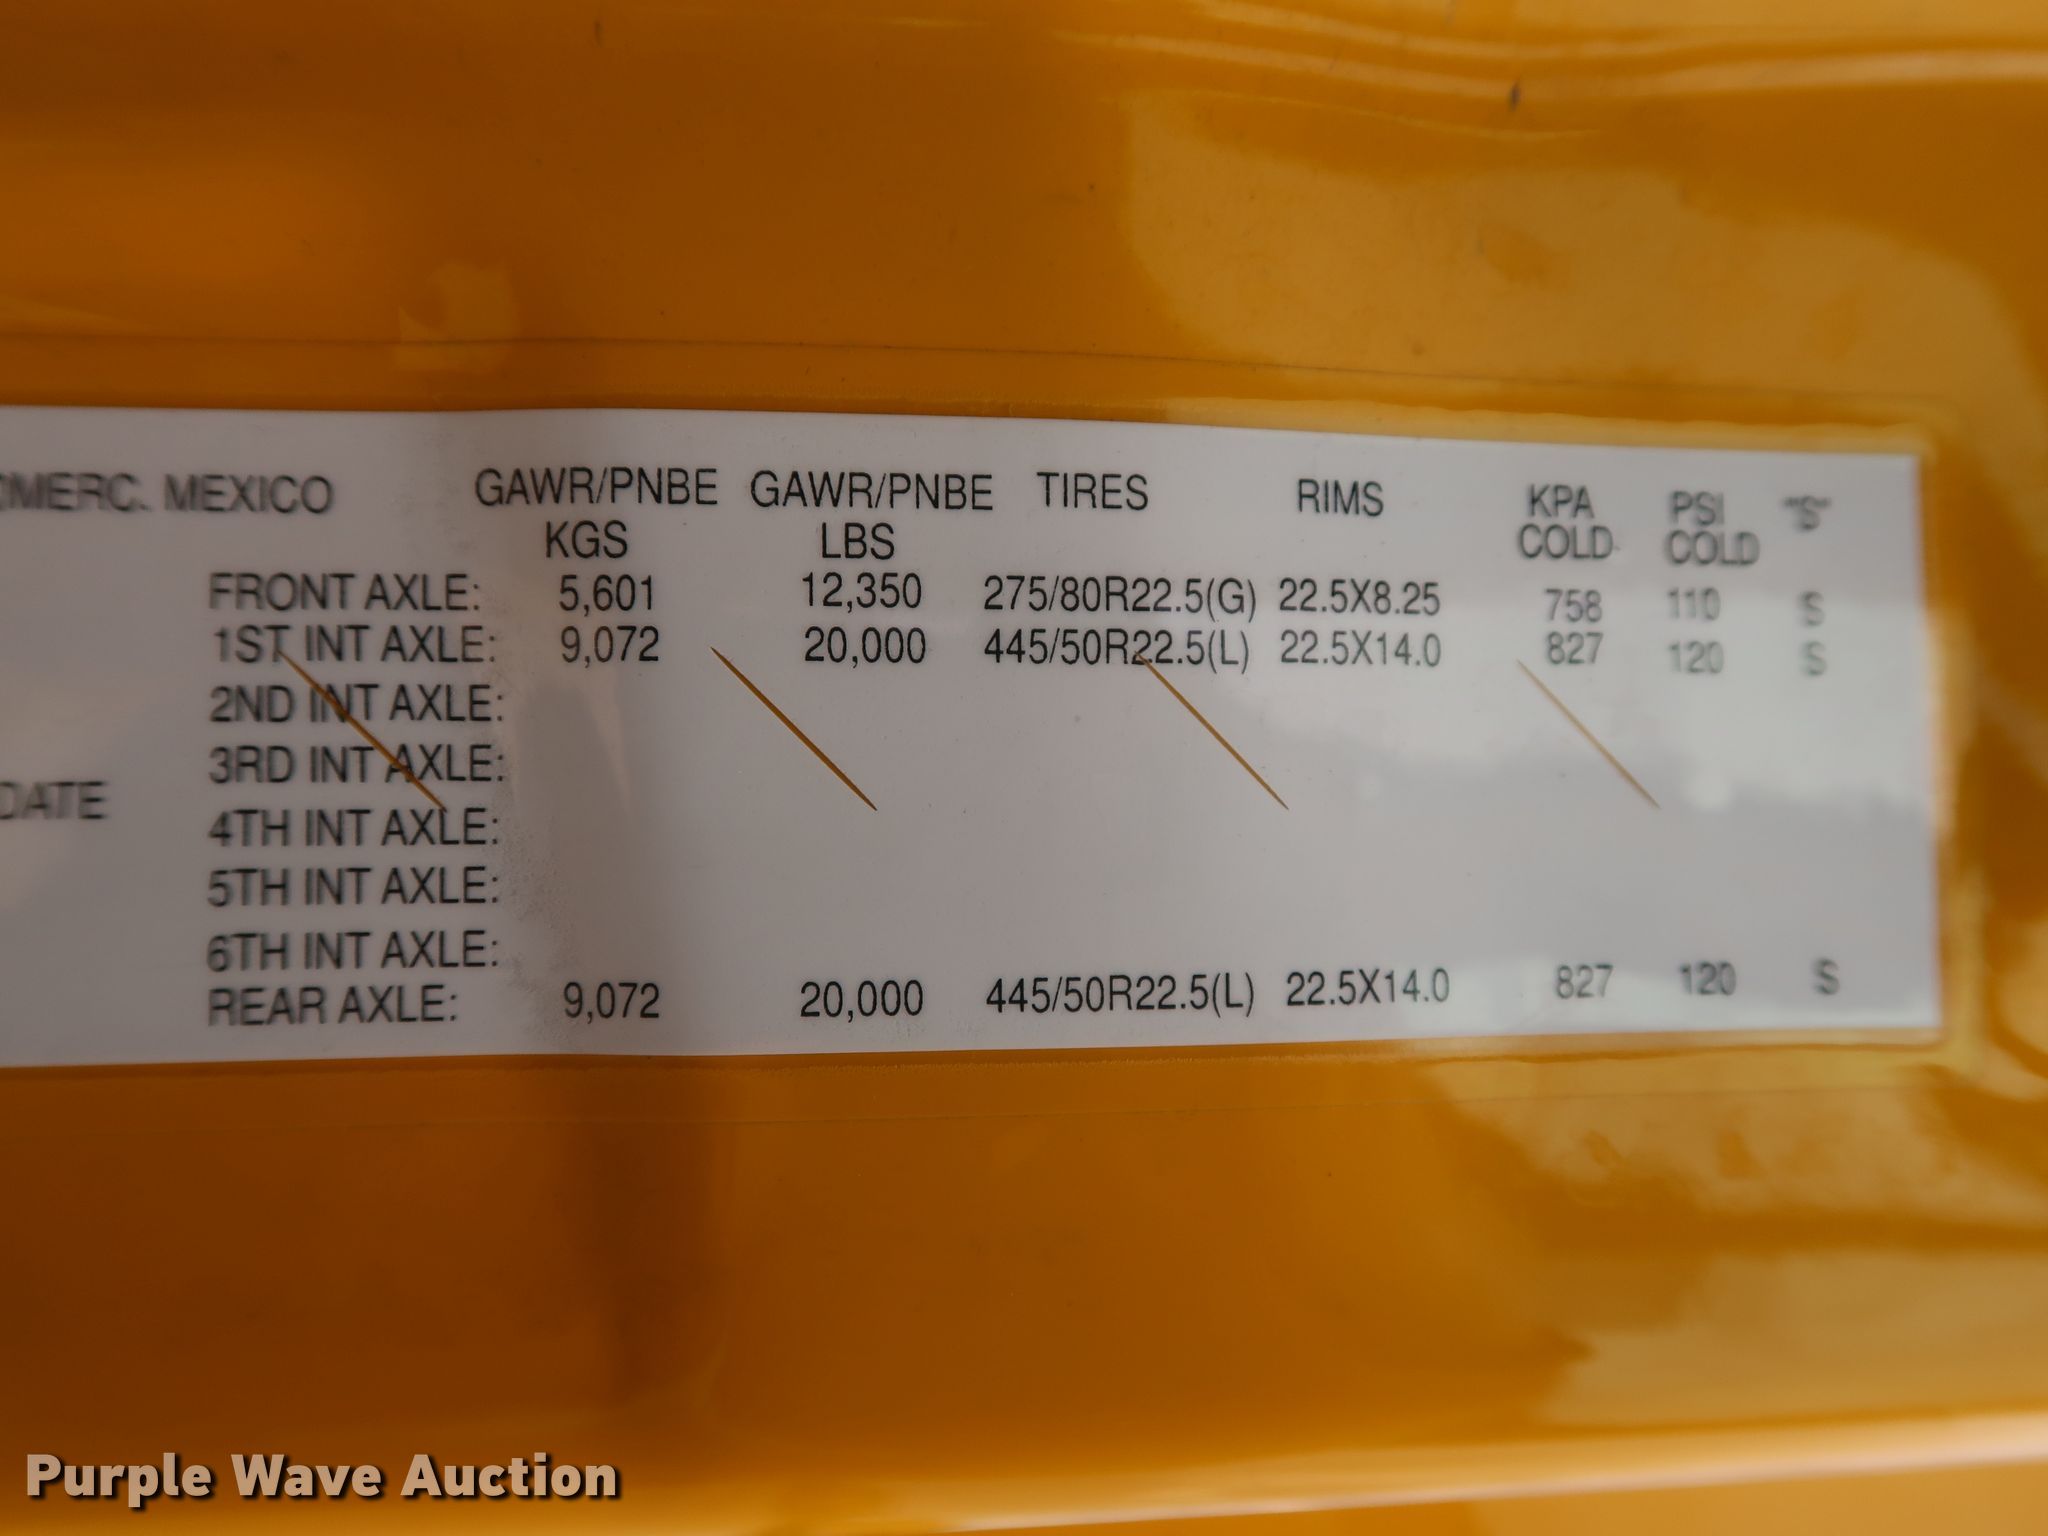 OMERC. MEXICO GAWR/PNBE GAWR/PNBE TIRES RIMS KPA PSI "S"
KGS LBS COLD COLD
FRONT AXLE: 5,601 12,350 275/80R22.5(G) 22.5X8.25 758 110 S
1ST INT AXLE: 9,072 20,000 445/50R22.5(L) 22.5X14.0 827 120 S
2ND INT AXLE:
3RD INT AXLE:
DATE
4TH INT AXLE:
5TH INT AXLE:
6TH INT AXLE:
REAR AXLE: 9,072 20,000 445/50R22.5(L) 22.5X14.0 827 120 S
Purple Wave Auction